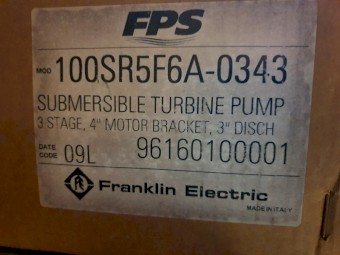 FPS
MOD 100SR5F6A-0343
SUBMERSIBLE TURBINE PUMP
3 STAGE, 4" MOTOR BRACKET, 3" DISCH
DATE CODE 09L 96160100001
Franklin Electric
MADE IN ITALY